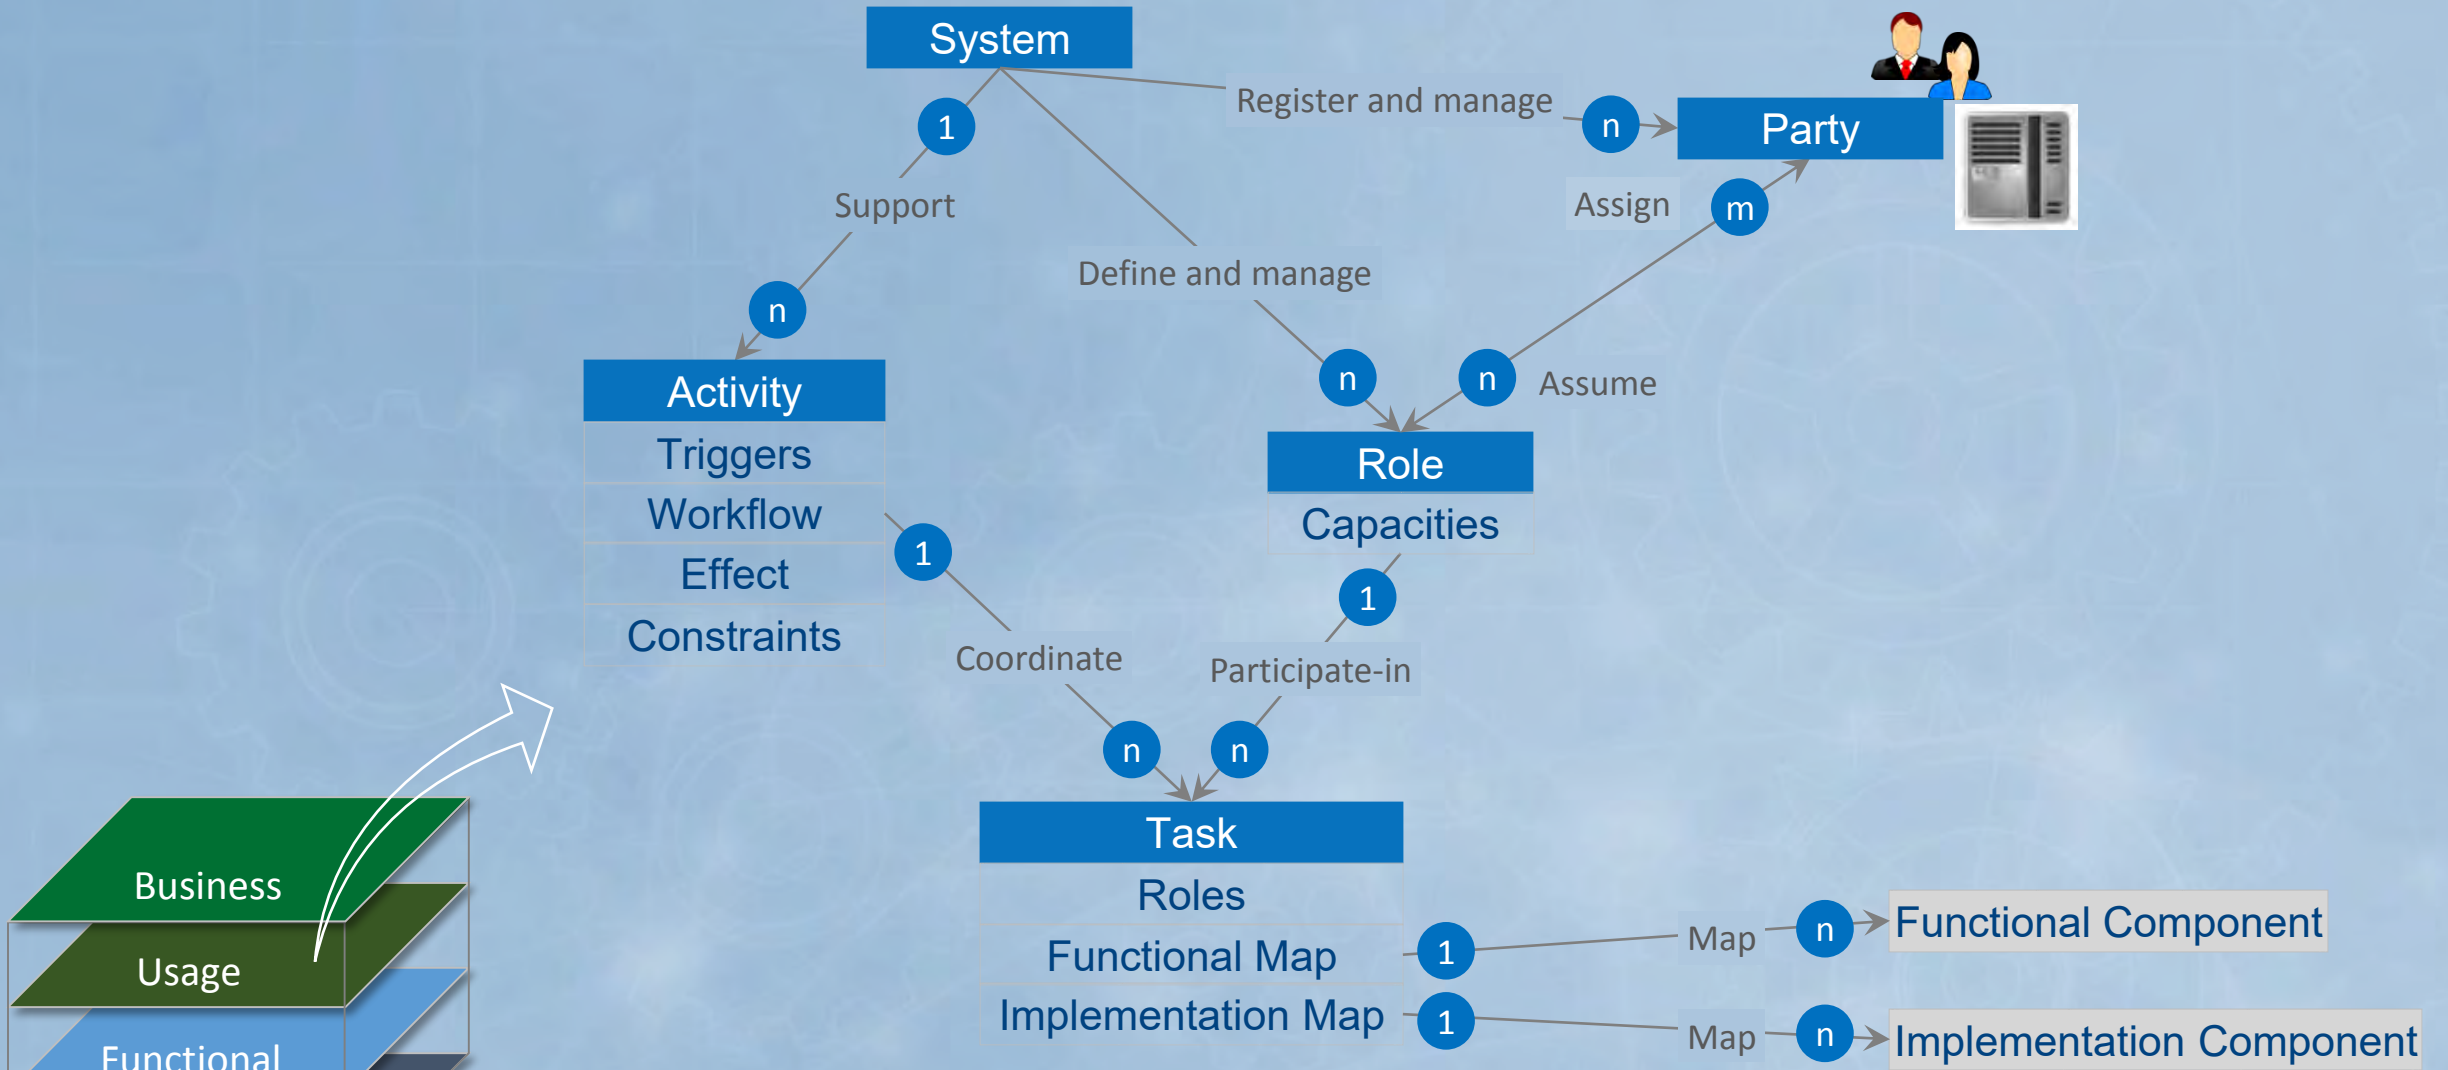 System
Register and manage
n
Party
1
Support
Assign
m
Define and manage
n
n
n
Assume
Activity
Triggers
Workflow
Effect
Constraints
Role
Capacities
1
1
Coordinate
Participate-in
n
n
Task
Roles
Functional Map
Implementation Map
1
Map
n
Functional Component
1
Map
n
Implementation Component
Business
Usage
Functional